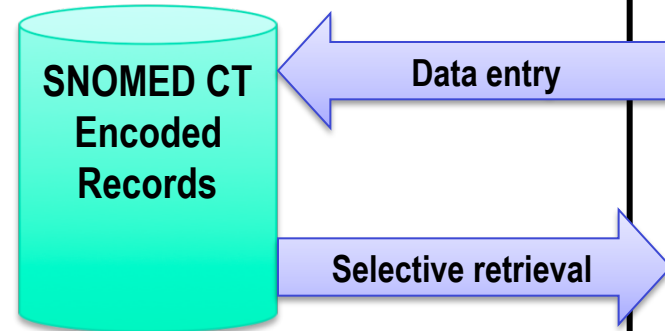 SNOMED CT
Encoded
Records
Data entry
Selective retrieval